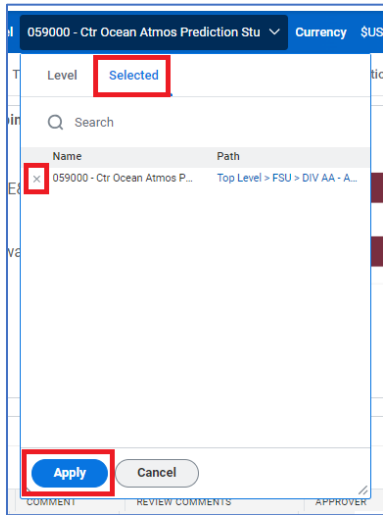 059000 - Ctr Ocean Atmos Prediction Stu Currency $US
Level Selected
Search
Name Path
059000 - Ctr Ocean Atmos P... Top Level > FSU > DIV AA - A...
Apply Cancel
COMMENT REVIEW COMMENTS APPROVER